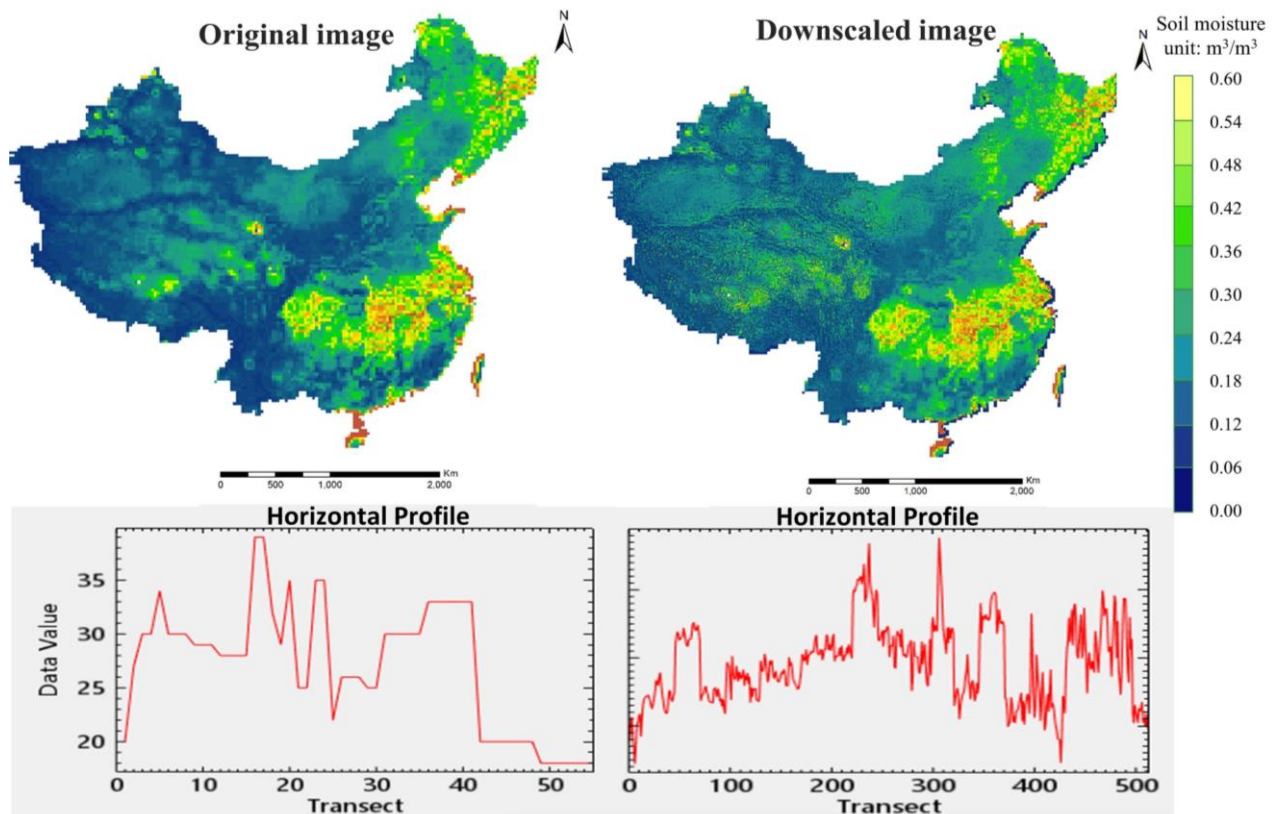 Original image
N
Downscaled image
N
Soil moisture
unit: m³/m³
0.60
0.54
0.48
0.42
0.36
0.30
0.24
0.18
0.12
0.06
0.00
Km
0 500 1,000 2,000
Km
0 500 1,000 2,000
Horizontal Profile
Data Value
35
30
25
20
0 10 20 30 40 50
Transect
Horizontal Profile
0 100 200 300 400 500
Transect